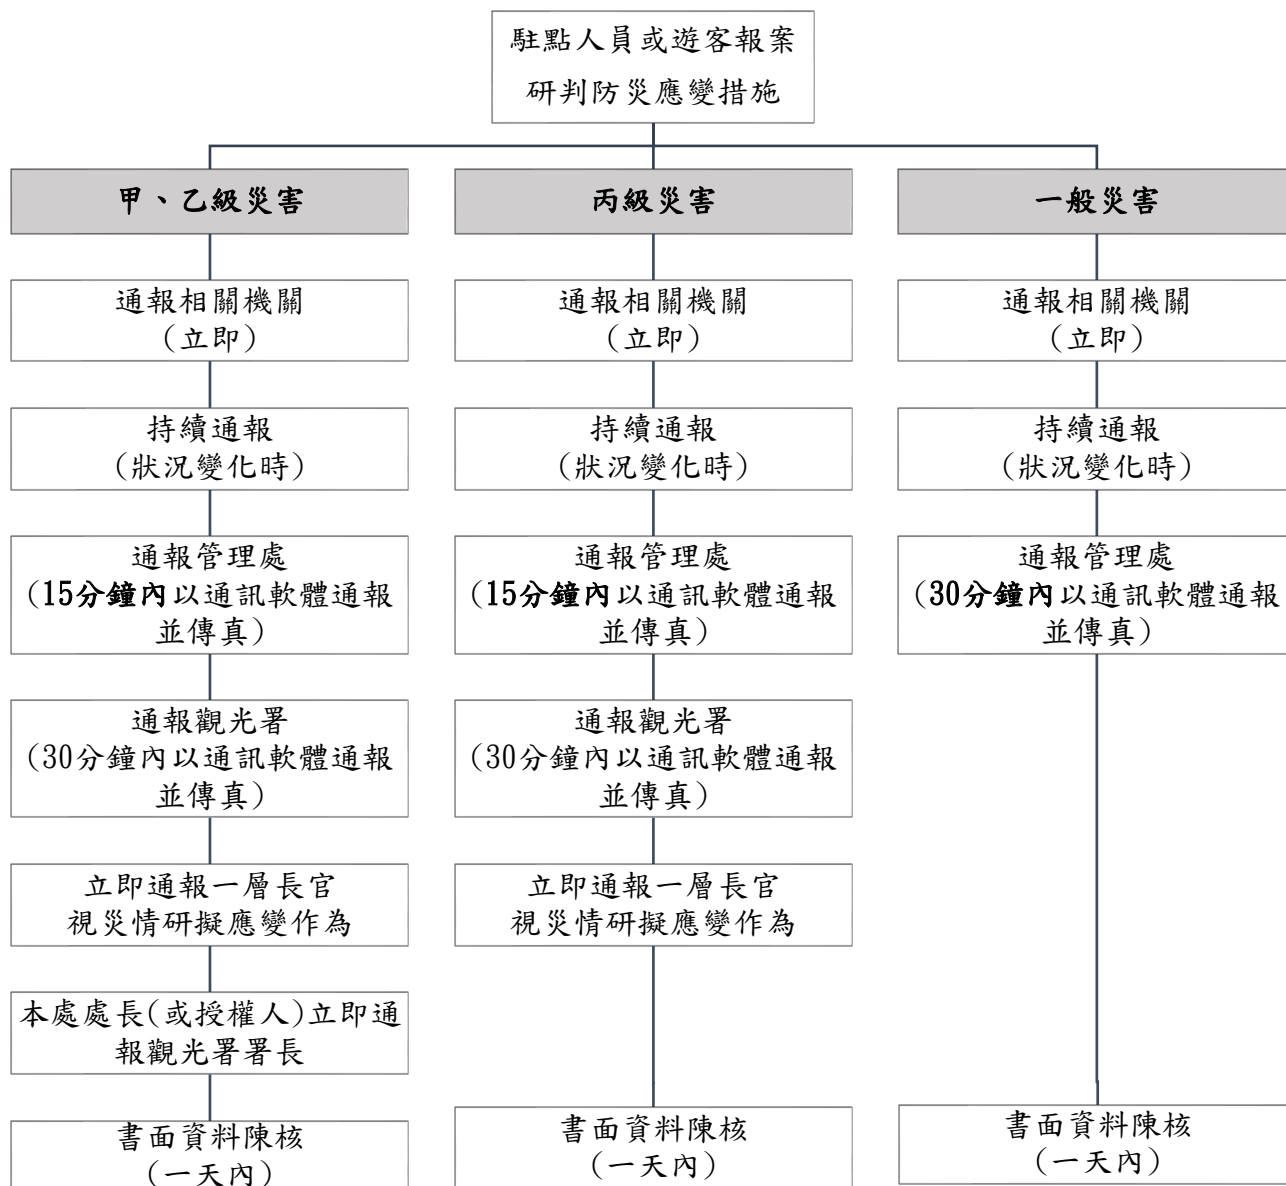 駐點人員或遊客報案
研判防災應變措施
甲、乙級災害
通報相關機關
(立即)
持續通報
(狀況變化時)
通報管理處
(15分鐘內以通訊軟體通報
並傳真)
通報觀光署
(30分鐘內以通訊軟體通報
並傳真)
立即通報一層長官
視災情研擬應變作為
本處處長(或授權人)立即通
報觀光署署長
書面資料陳核
(一天內)
丙級災害
通報相關機關
(立即)
持續通報
(狀況變化時)
通報管理處
(15分鐘內以通訊軟體通報
並傳真)
通報觀光署
(30分鐘內以通訊軟體通報
並傳真)
立即通報一層長官
視災情研擬應變作為
書面資料陳核
(一天內)
一般災害
通報相關機關
(立即)
持續通報
(狀況變化時)
通報管理處
(30分鐘內以通訊軟體通報
並傳真)
書面資料陳核
(一天內)